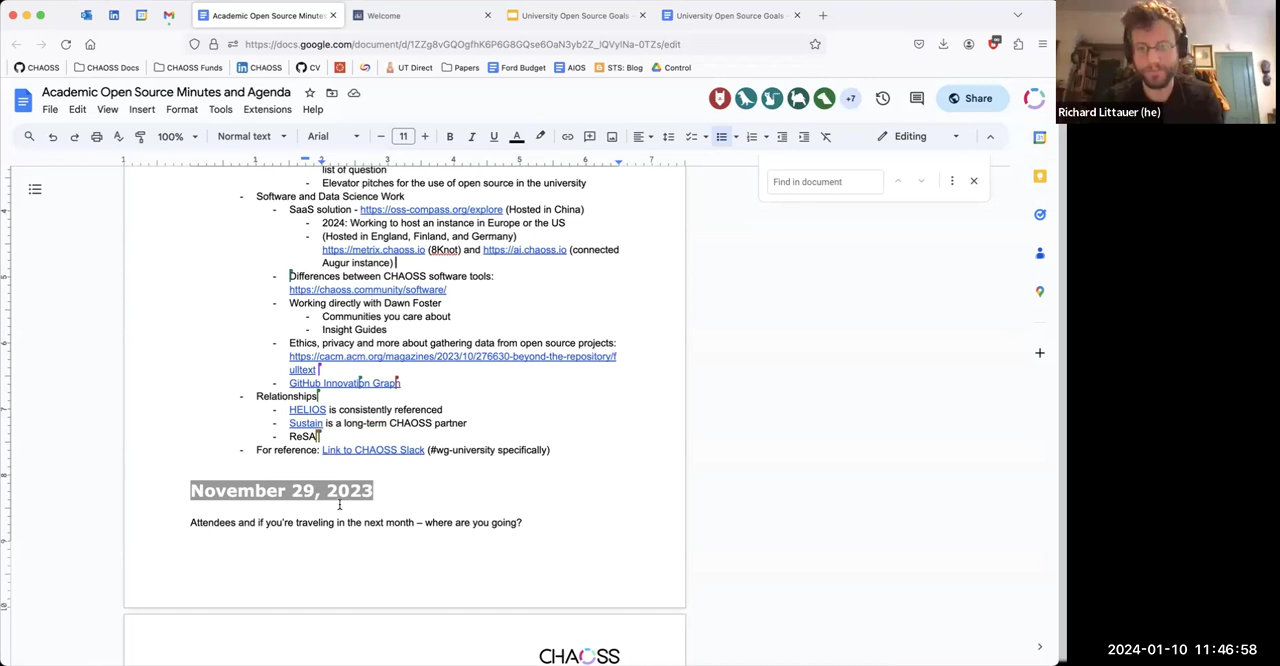 Academic Open Source Minutes
Welcome
University Open Source Goals -
University Open Source Goals -
https://docs.google.com/document/d/1ZZg8vGQOgfhK6P6G8GQse6OaN3yb2Z_lQVylNa-0TZs/edit
CHAOSS
CHAOSS Docs
CHAOSS Funds
CHAOSS
CV
UT Direct
Papers
Ford Budget
AIOS
STS: Blog
Control
Richard Littauer (he)
Academic Open Source Minutes and Agenda
File Edit View Insert Format Tools Extensions Help
+7
Share
100%
Normal text
Arial
11
Editing
Find in document
list of question
- Elevator pitches for the use of open source in the university
- Software and Data Science Work
- SaaS solution - https://oss-compass.org/explore (Hosted in China)
- 2024: Working to host an instance in Europe or the US
- (Hosted in England, Finland, and Germany)
https://metrix.chaoss.io (8Knot) and https://ai.chaoss.io (connected
Augur instance)
- Differences between CHAOSS software tools:
https://chaoss.community/software/
- Working directly with Dawn Foster
- Communities you care about
- Insight Guides
- Ethics, privacy and more about gathering data from open source projects:
https://cacm.acm.org/magazines/2023/10/276630-beyond-the-repository/f
ulltext
- GitHub Innovation Graph
- Relationships
- HELIOS is consistently referenced
- Sustain is a long-term CHAOSS partner
- ReSA
- For reference: Link to CHAOSS Slack (#wg-university specifically)
November 29, 2023
Attendees and if you're traveling in the next month – where are you going?
CHAOSS
2024-01-10 11:46:58